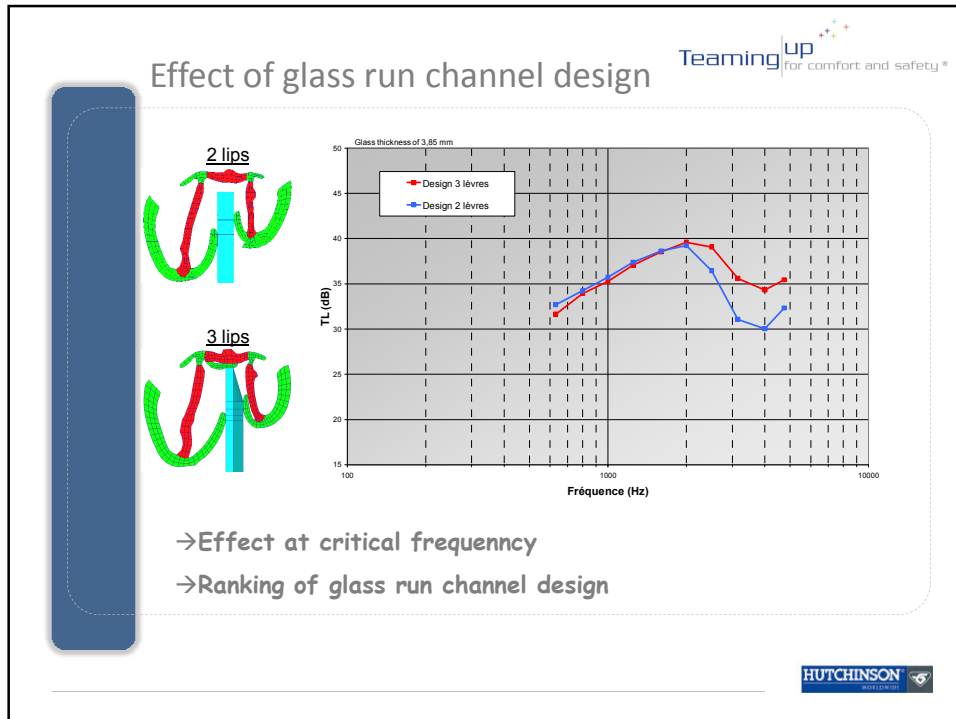 Effect of glass run channel design
Teaming up
for comfort and safety ®
2 lips
3 lips
Glass thickness of 3,85 mm
Design 3 lèvres
Design 2 lèvres
TL (dB)
50
45
40
35
30
25
20
15
100
1000
10000
Fréquence (Hz)
→Effect at critical frequenncy
→Ranking of glass run channel design
HUTCHINSON®
WORLDWIDE